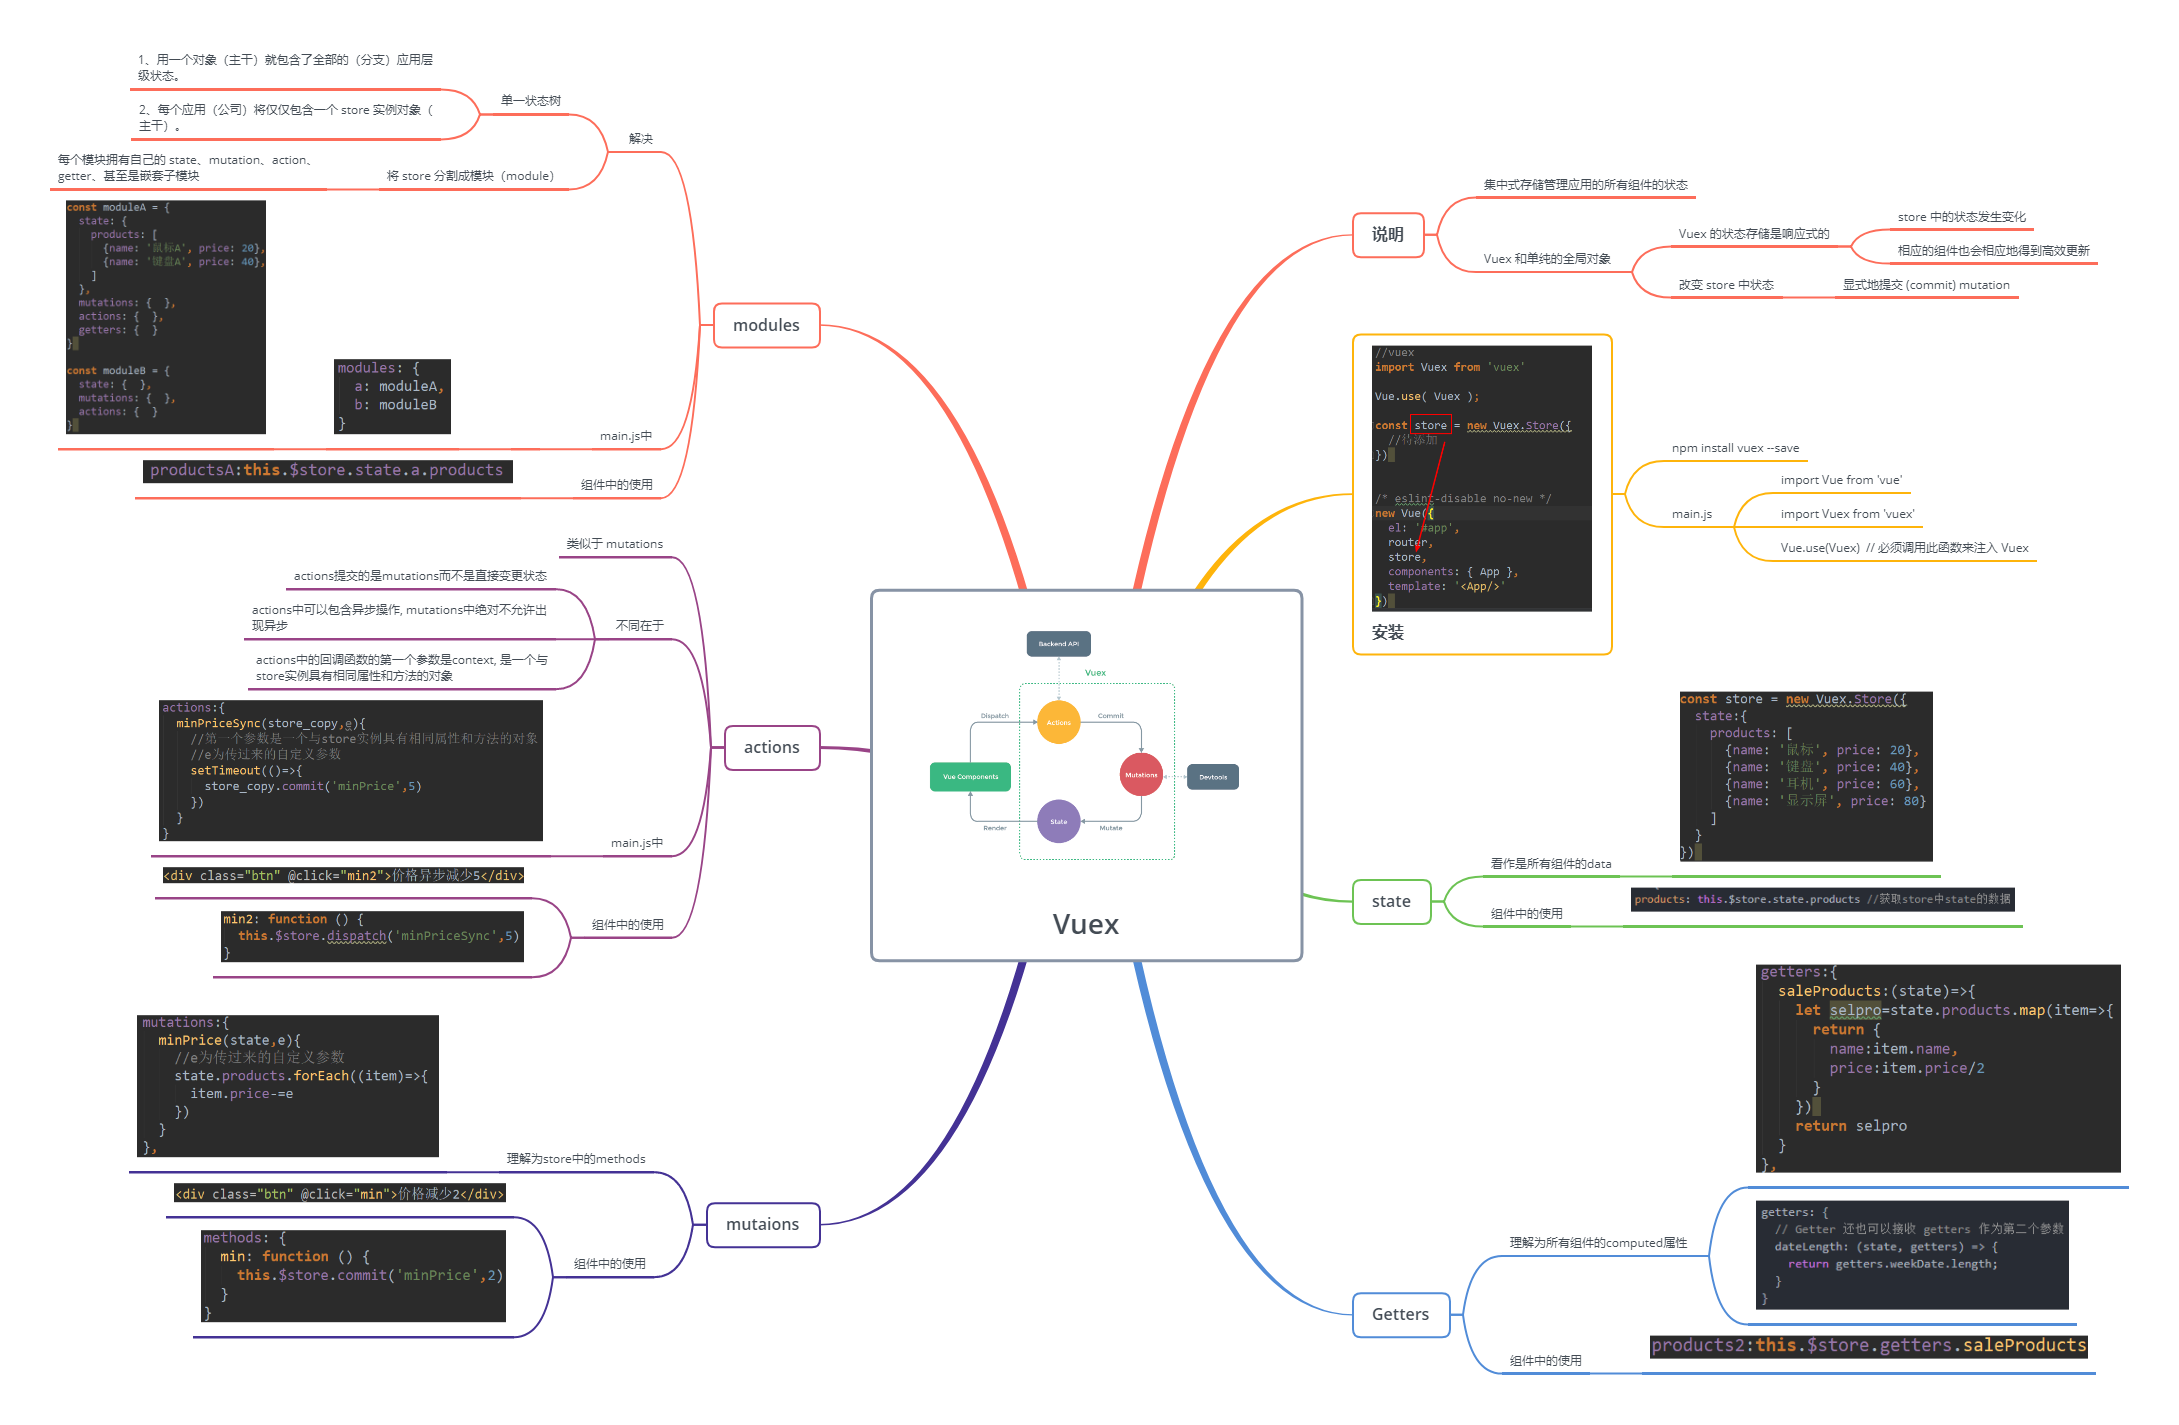 Vuex
Backend API
Vuex
Dispatch
Actions
Commit
Vue Components
Mutations
Devtools
State
Render
Mutate
说明
集中式存储管理应用的所有组件的状态
Vuex 和单纯的全局对象
Vuex 的状态存储是响应式的
store 中的状态发生变化
相应的组件也会相应地得到高效更新
改变 store 中状态
显式地提交 (commit) mutation
//vuex
import Vuex from 'vuex'
Vue.use( Vuex );
const store = new Vuex.Store({
//待添加
})
/* eslint-disable no-new */
new Vue({
el: '#app',
router,
store,
components: { App },
template: '<App/>'
})
安装
npm install vuex --save
main.js
import Vue from 'vue'
import Vuex from 'vuex'
Vue.use(Vuex) // 必须调用此函数来注入 Vuex
state
看作是所有组件的data
const store = new Vuex.Store({
state:{
products: [
{name: '鼠标', price: 20},
{name: '键盘', price: 40},
{name: '耳机', price: 60},
{name: '显示屏', price: 80}
]
}
})
组件中的使用
products: this.$store.state.products //获取store中state的数据
Getters
理解为所有组件的computed属性
getters:{
saleProducts:(state)=>{
let selpro=state.products.map(item=>{
return {
name:item.name,
price:item.price/2
}
})
return selpro
}
},
getters: {
// Getter 还也可以接收 getters 作为第二个参数
dateLength: (state, getters) => {
return getters.weekDate.length;
}
}
组件中的使用
products2:this.$store.getters.saleProducts
modules
解决
单一状态树
1、用一个对象（主干）就包含了全部的（分支）应用层
级状态。
2、每个应用（公司）将仅仅包含一个 store 实例对象（
主干）。
将 store 分割成模块（module）
每个模块拥有自己的 state、mutation、action、
getter、甚至是嵌套子模块
main.js中
const moduleA = {
state: {
products: [
{name: '鼠标A', price: 20},
{name: '键盘A', price: 40},
]
},
mutations: { },
actions: { },
getters: { }
}
const moduleB = {
state: { },
mutations: { },
actions: { }
}
modules: {
a: moduleA,
b: moduleB
}
组件中的使用
productsA:this.$store.state.a.products
actions
类似于 mutations
不同在于
actions提交的是mutations而不是直接变更状态
actions中可以包含异步操作, mutations中绝对不允许出
现异步
actions中的回调函数的第一个参数是context, 是一个与
store实例具有相同属性和方法的对象
main.js中
actions:{
minPriceSync(store_copy,e){
//第一个参数是一个与store实例具有相同属性和方法的对象
//e为传过来的自定义参数
setTimeout(()=>{
store_copy.commit('minPrice',5)
})
}
}
组件中的使用
<div class="btn" @click="min2">价格异步减少5</div>
min2: function () {
this.$store.dispatch('minPriceSync',5)
}
mutaions
理解为store中的methods
mutations:{
minPrice(state,e){
//e为传过来的自定义参数
state.products.forEach((item)=>{
item.price-=e
})
}
},
组件中的使用
<div class="btn" @click="min">价格减少2</div>
methods: {
min: function () {
this.$store.commit('minPrice',2)
}
}